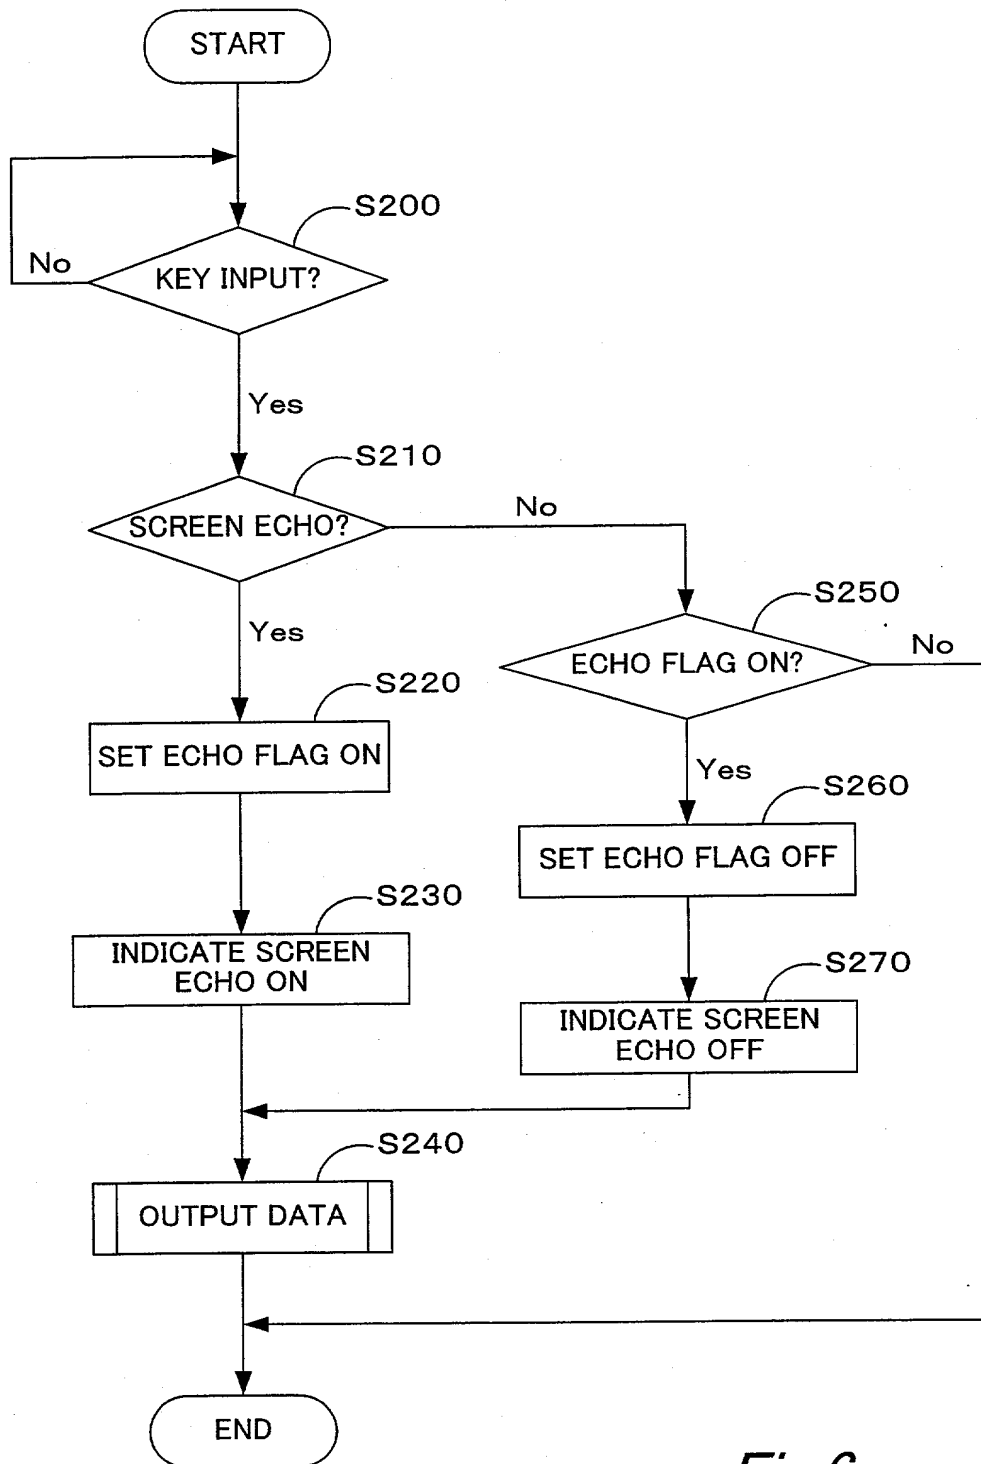 START
S200
No
KEY INPUT?
Yes
S210
SCREEN ECHO?
No
Yes
S250
ECHO FLAG ON?
No
S220
SET ECHO FLAG ON
Yes
S260
SET ECHO FLAG OFF
S230
INDICATE SCREEN
ECHO ON
S270
INDICATE SCREEN
ECHO OFF
S240
OUTPUT DATA
END